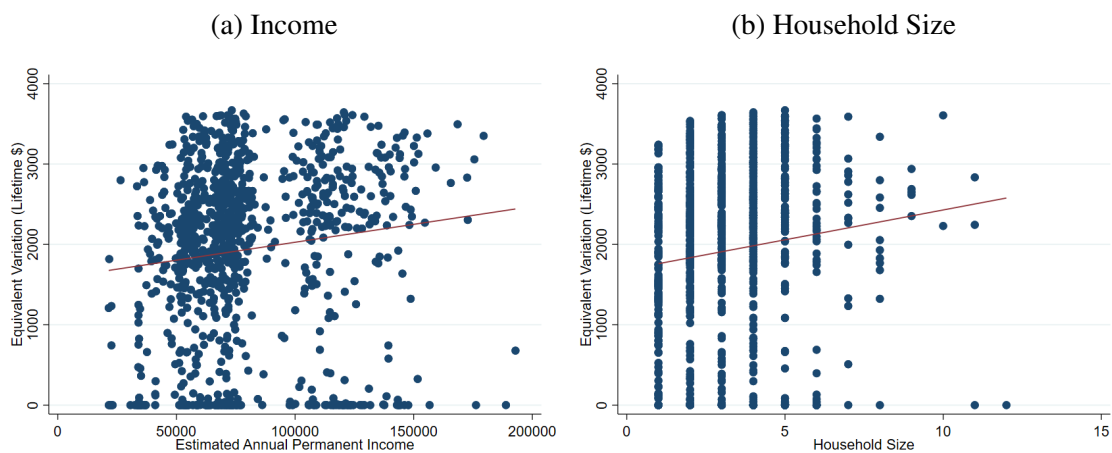 (a) Income
Equivalent Variation (Lifetime $)
4000
3000
2000
1000
0
0 50000 100000 150000 200000
Estimated Annual Permanent Income
(b) Household Size
Equivalent Variation (Lifetime $)
4000
3000
2000
1000
0
0 5 10 15
Household Size